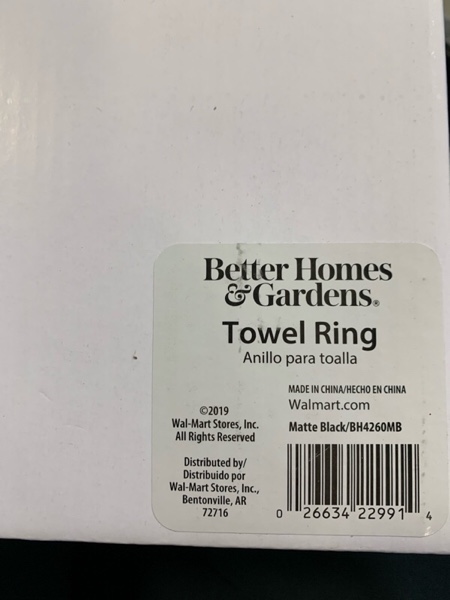 Better Homes
&Gardens®
Towel Ring
Anillo para toalla
MADE IN CHINA/HECHO EN CHINA
Walmart.com
Matte Black/BH4260MB
©2019
Wal-Mart Stores, Inc.
All Rights Reserved
Distributed by/
Distribuido por
Wal-Mart Stores, Inc.,
Bentonville, AR
72716
0 26634 22991 4